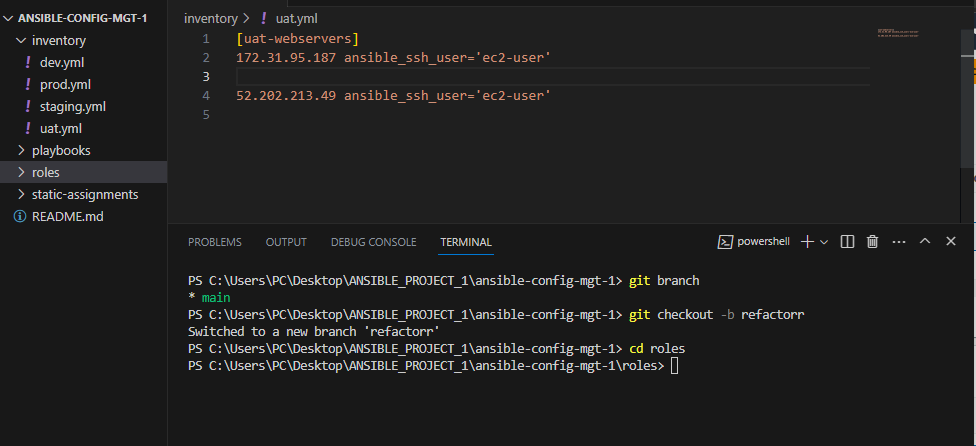 ANSIBLE-CONFIG-MGT-1
inventory
! dev.yml
! prod.yml
! staging.yml
! uat.yml
playbooks
roles
static-assignments
README.md
inventory > ! uat.yml
1 [uat-webservers]
2 172.31.95.187 ansible_ssh_user='ec2-user'
3
4 52.202.213.49 ansible_ssh_user='ec2-user'
5
PROBLEMS OUTPUT DEBUG CONSOLE TERMINAL powershell
PS C:\Users\PC\Desktop\ANSIBLE_PROJECT_1\ansible-config-mgt-1> git branch
* main
PS C:\Users\PC\Desktop\ANSIBLE_PROJECT_1\ansible-config-mgt-1> git checkout -b refactorr
Switched to a new branch 'refactorr'
PS C:\Users\PC\Desktop\ANSIBLE_PROJECT_1\ansible-config-mgt-1> cd roles
PS C:\Users\PC\Desktop\ANSIBLE_PROJECT_1\ansible-config-mgt-1\roles>